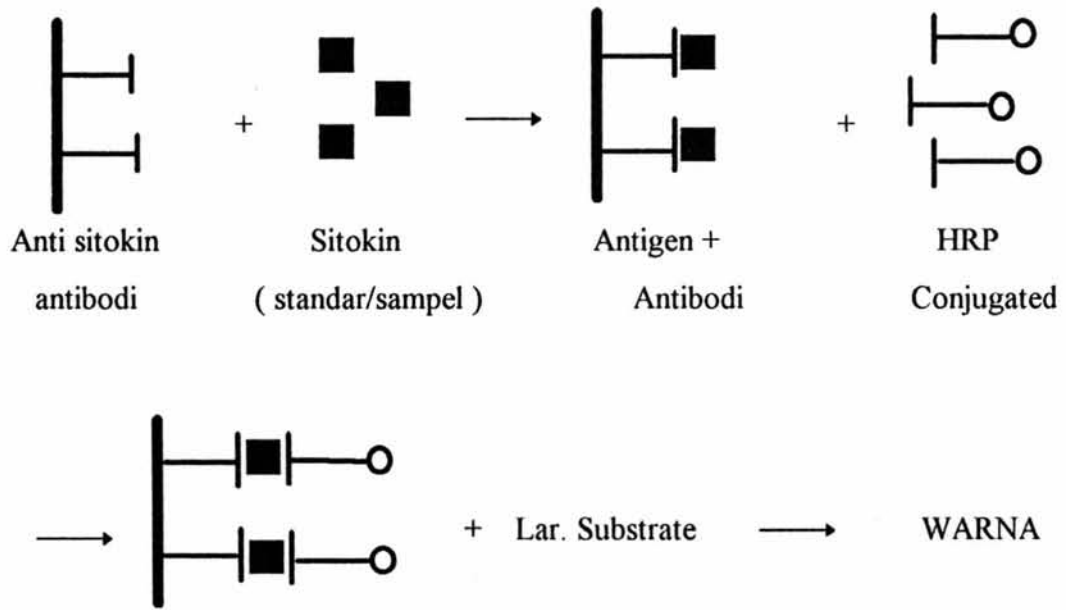 + +
Anti sitokin Sitokin Antigen + HRP
antibodi ( standar/sampel ) Antibodi Conjugated
+ Lar. Substrate WARNA